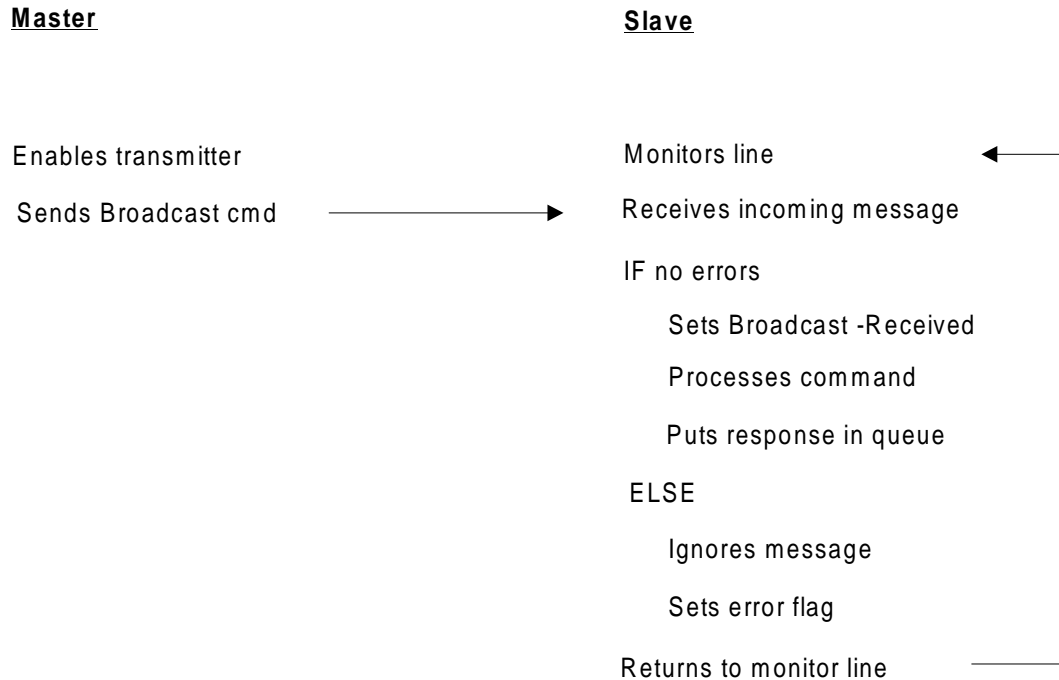 Master
Slave
Enables transmitter
Monitors line
Sends Broadcast cmd
Receives incoming message
IF no errors
Sets Broadcast -Received
Processes command
Puts response in queue
ELSE
Ignores message
Sets error flag
Returns to monitor line